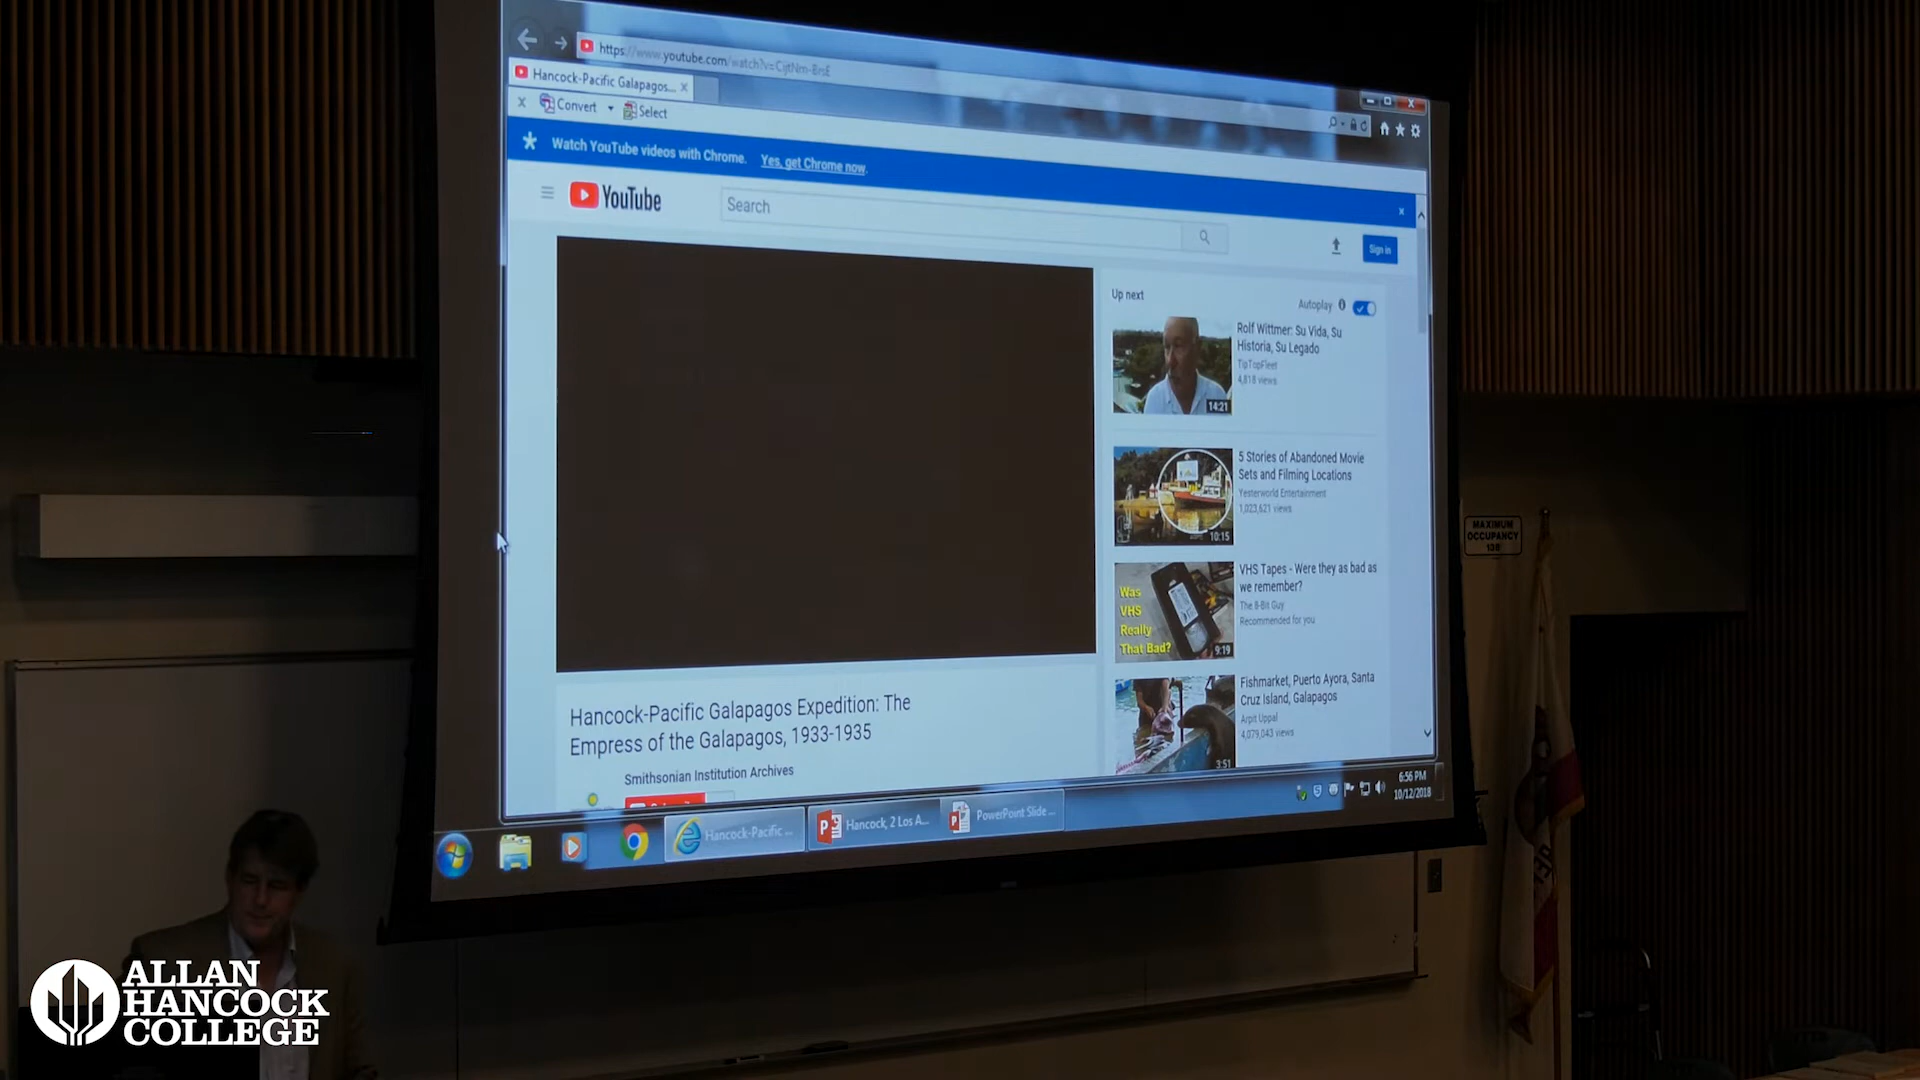 https://www.youtube.com/watch?v=
Hancock-Pacific Galapagos...
Convert
Select
Watch YouTube videos with Chrome. Yes, get Chrome now.
YouTube
Search
Sign in
Up next
Autoplay
Rolf Wittmer: Su Vida, Su
Historia, Su Legado
TipTopFleet
4,818 views
14:21
5 Stories of Abandoned Movie
Sets and Filming Locations
Yesterworld Entertainment
1,023,621 views
10:15
VHS Tapes - Were they as bad as
we remember?
The 8-Bit Guy
Recommended for you
Was
VHS
Really
That Bad?
9:19
Fishmarket, Puerto Ayora, Santa
Cruz Island, Galapagos
Arpit Uppal
4,079,043 views
3:51
Hancock-Pacific Galapagos Expedition: The
Empress of the Galapagos, 1933-1935
Smithsonian Institution Archives
Hancock-Pacific ...
Hancock, 2 Los A...
PowerPoint Slide ...
6:56 PM
10/12/2018
MAXIMUM
OCCUPANCY
ALLAN
HANCOCK
COLLEGE